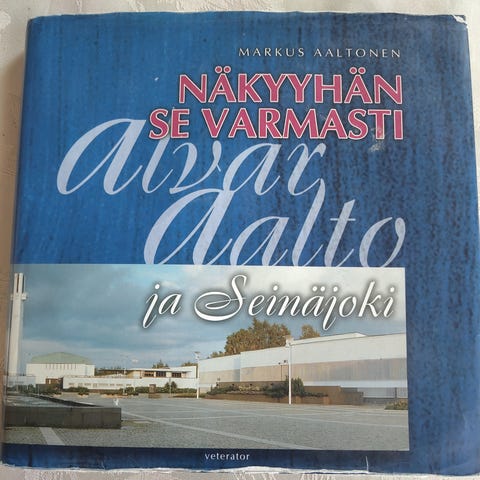 MARKUS AALTONEN
NÄKYYHÄN
SE VARMASTI
alvar
aalto
ja Seinäjoki
veterator